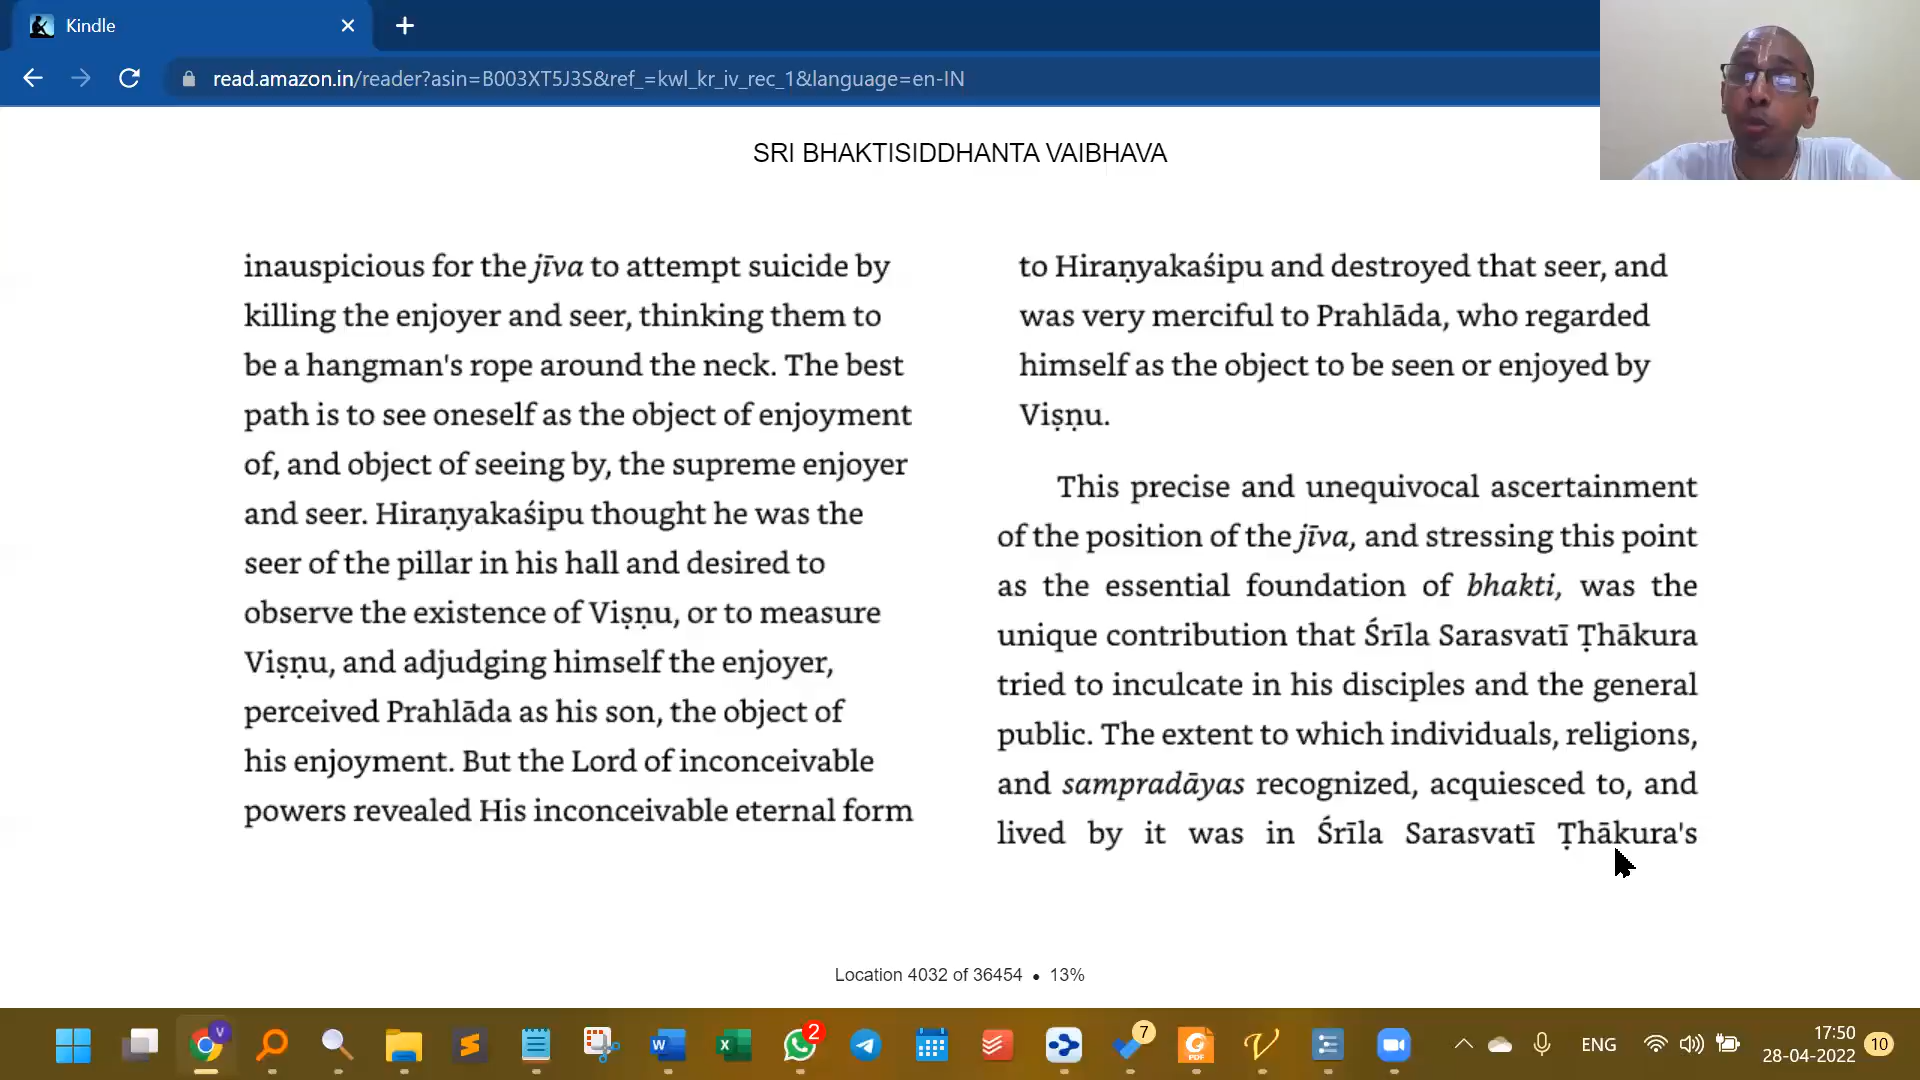 Kindle
read.amazon.in/reader?asin=B003XT5J3S&ref_=kwl_kr_iv_rec_1&language=en-IN
SRI BHAKTISIDDHANTA VAIBHAVA
inauspicious for the jīva to attempt suicide by
killing the enjoyer and seer, thinking them to
be a hangman's rope around the neck. The best
path is to see oneself as the object of enjoyment
of, and object of seeing by, the supreme enjoyer
and seer. Hiraṇyakaśipu thought he was the
seer of the pillar in his hall and desired to
observe the existence of Viṣṇu, or to measure
Viṣṇu, and adjudging himself the enjoyer,
perceived Prahlāda as his son, the object of
his enjoyment. But the Lord of inconceivable
powers revealed His inconceivable eternal form
to Hiraṇyakaśipu and destroyed that seer, and
was very merciful to Prahlāda, who regarded
himself as the object to be seen or enjoyed by
Viṣṇu.
This precise and unequivocal ascertainment
of the position of the jīva, and stressing this point
as the essential foundation of bhakti, was the
unique contribution that Śrīla Sarasvatī Ṭhākura
tried to inculcate in his disciples and the general
public. The extent to which individuals, religions,
and sampradāyas recognized, acquiesced to, and
lived by it was in Śrīla Sarasvatī Ṭhākura's
Location 4032 of 36454 • 13%
V
2
7
PDF
ENG
17:50
28-04-2022
10